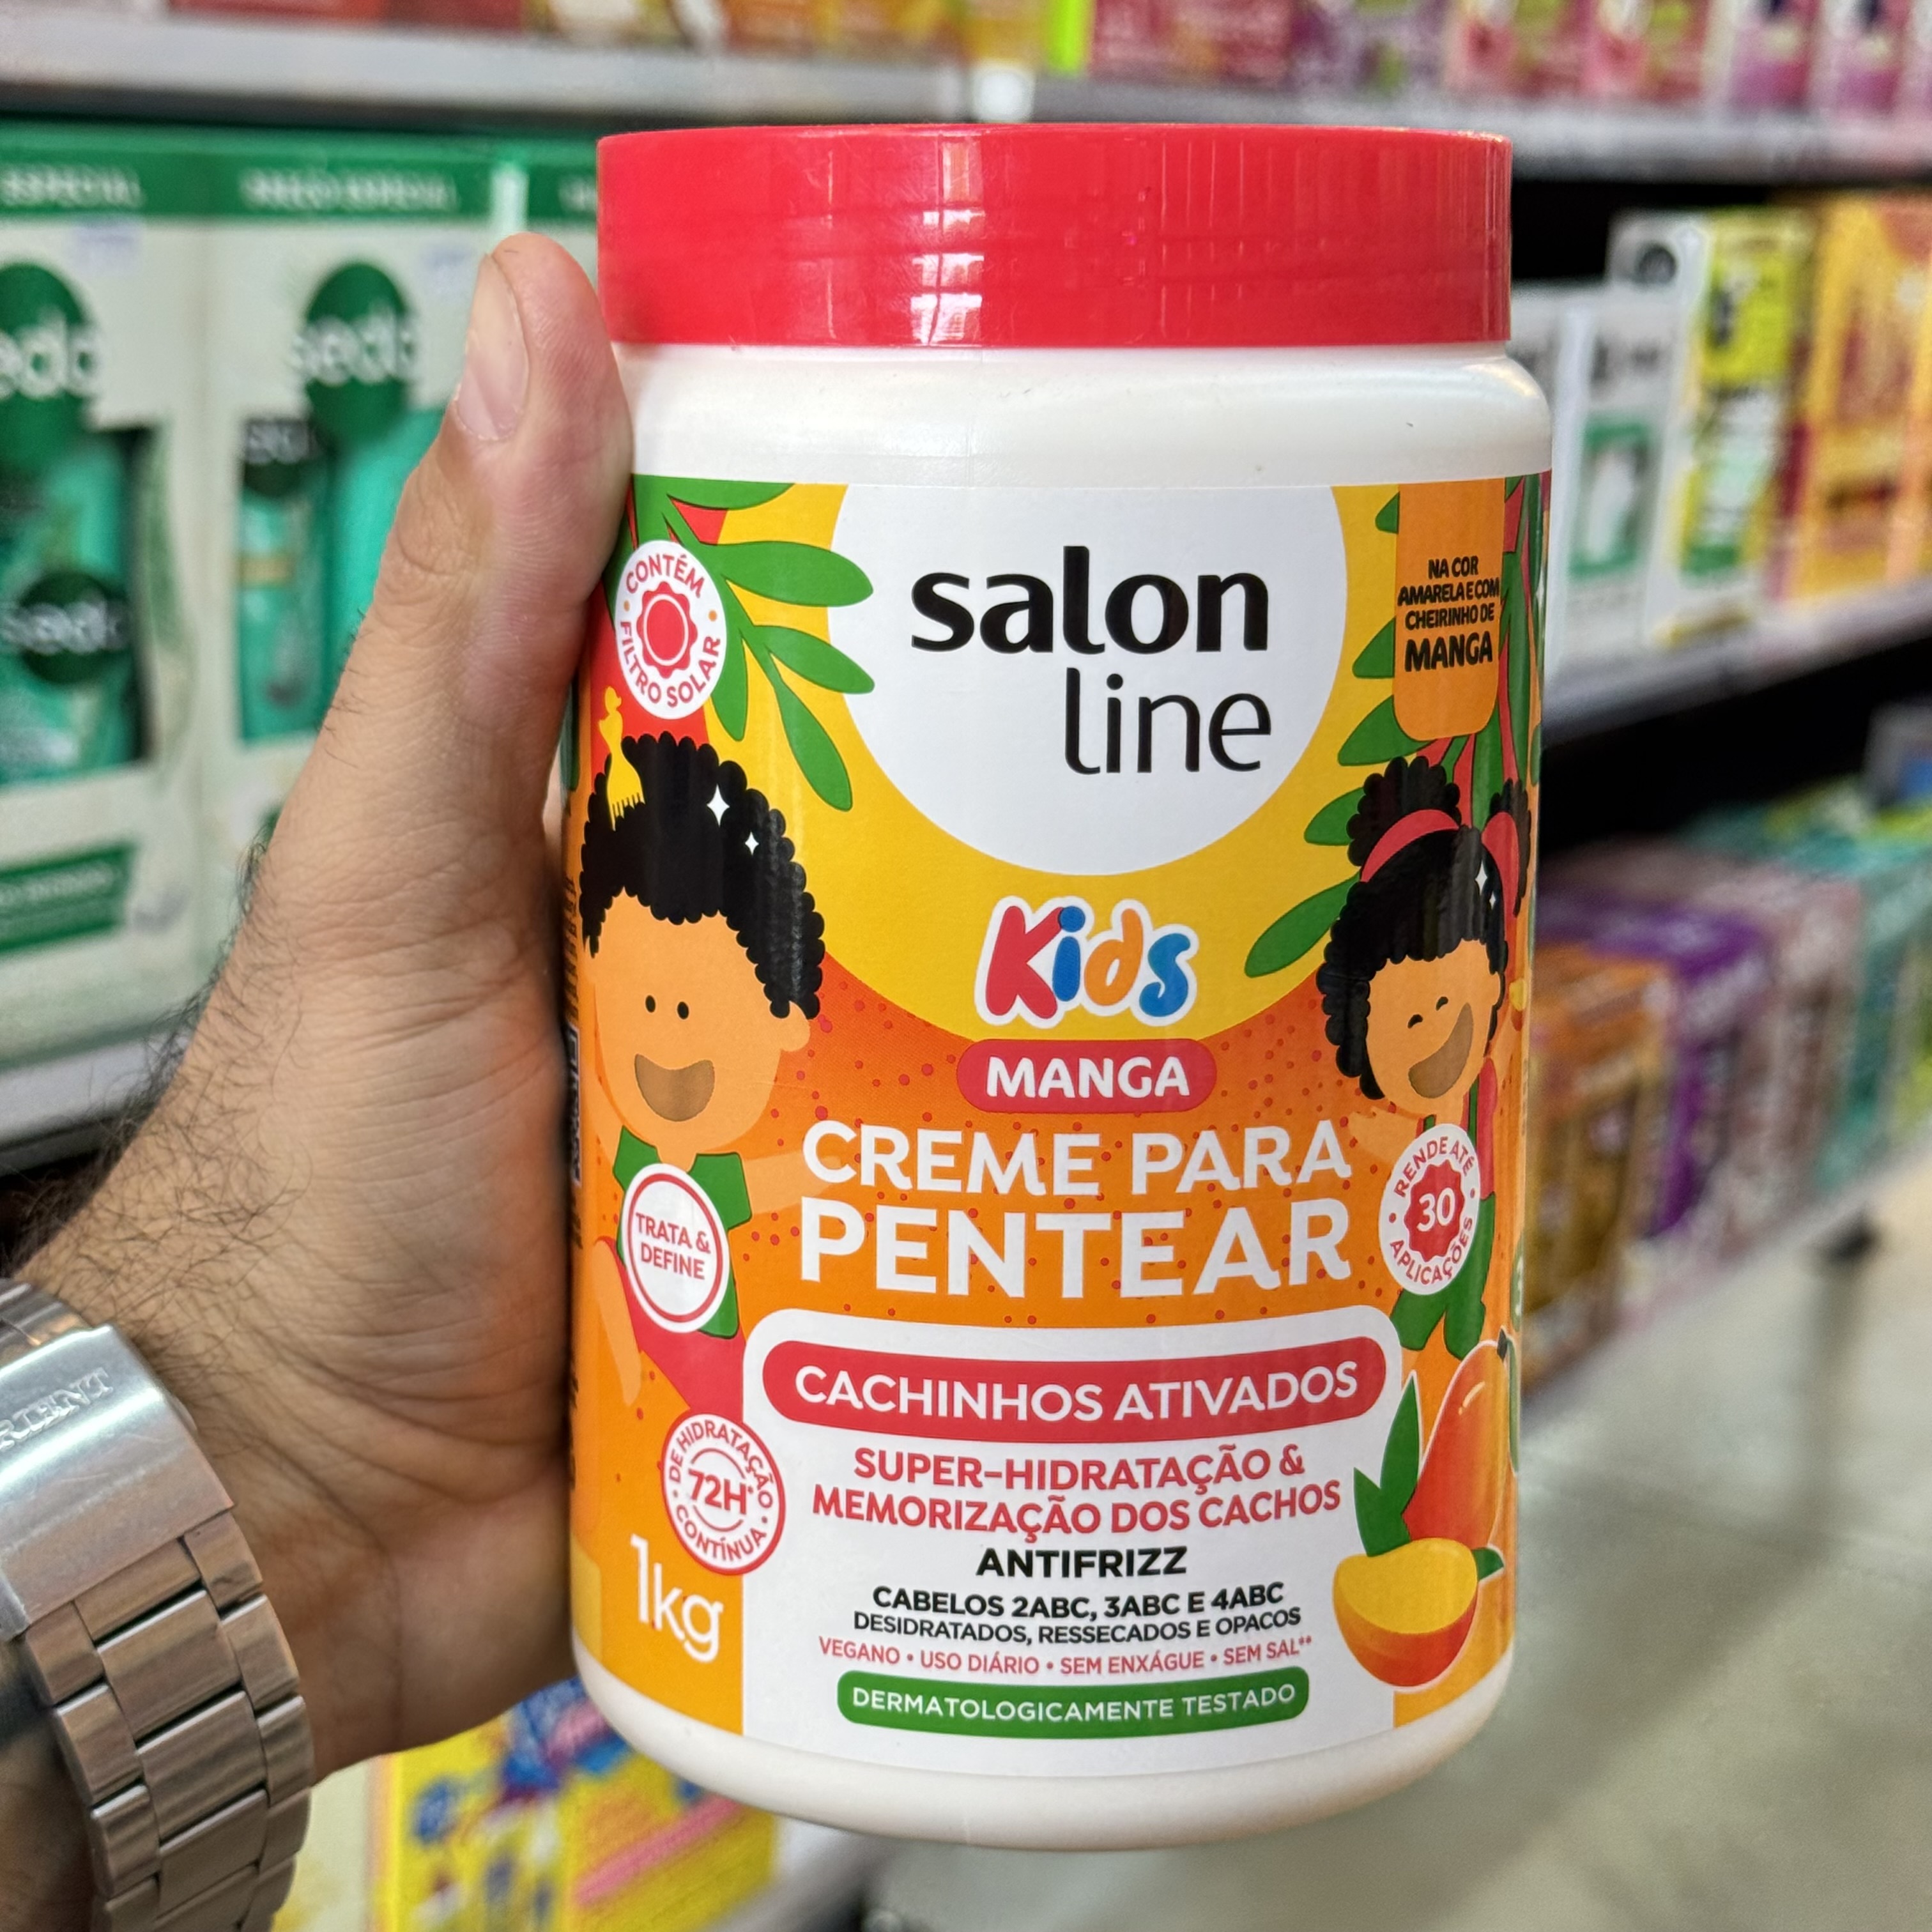 salon
line
CONTÉM
FILTRO SOLAR
NA COR
AMARELA E COM
CHEIRINHO DE
MANGA
Kids
MANGA
CREME PARA
PENTEAR
TRATA &
DEFINE
RENDE ATÉ
30
APLICAÇÕES
CACHINHOS ATIVADOS
SUPER-HIDRATAÇÃO &
MEMORIZAÇÃO DOS CACHOS
ANTIFRIZZ
CABELOS 2ABC, 3ABC E 4ABC
DESIDRATADOS, RESSECADOS E OPACOS
VEGANO • USO DIÁRIO • SEM ENXÁGUE • SEM SAL**
DERMATOLOGICAMENTE TESTADO
72H*
DE HIDRATAÇÃO
CONTÍNUA
1kg